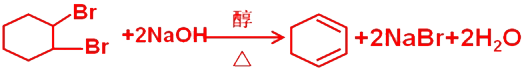 Br
Br
+2NaOH
醇
△
+2NaBr+2H₂O